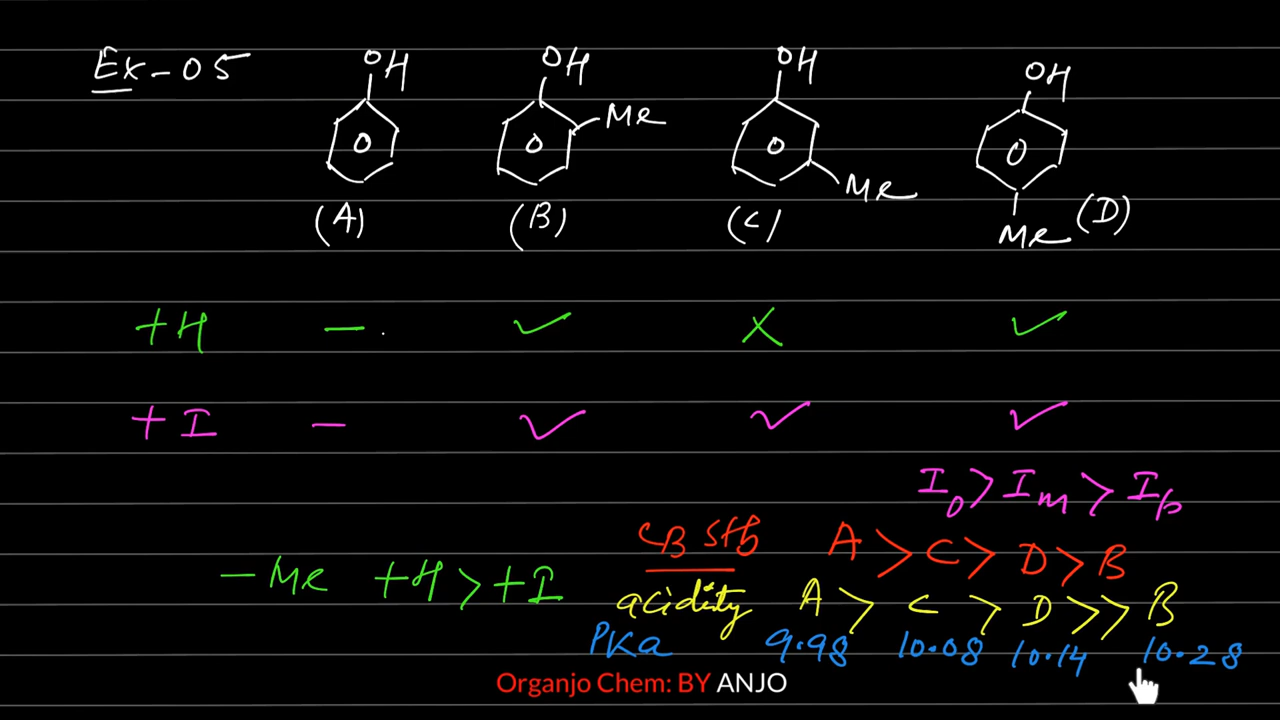 Ex-05
OH OH OH OH
Me
Me
Me
(A) (B) (C) (D)
+H - ✓ X ✓
+I - ✓ ✓ ✓
Io > Im > Ip
CB stb A > C > D > B
-Me +H > +I
acidity A > C > D >> B
PKa 9.98 10.08 10.14 10.28
Organjo Chem: BY ANJO